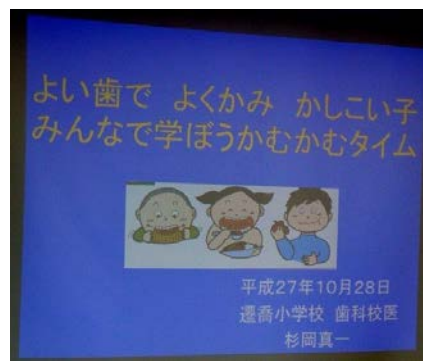 よい歯で よくかみ かしこい子
みんなで学ぼうかむかむタイム
平成27年10月28日
遷喬小学校 歯科校医
杉岡真一